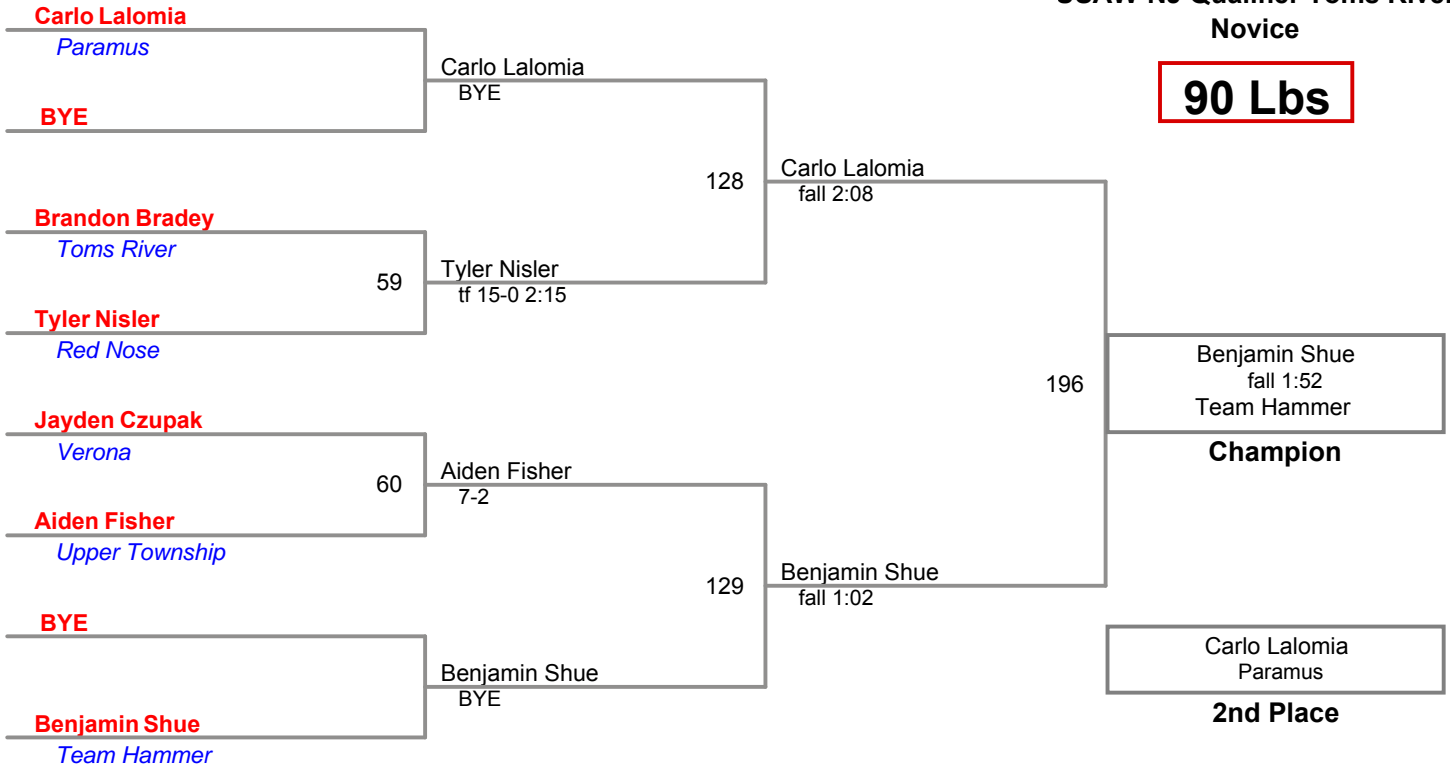 Novice
90 Lbs
Carlo Lalomia
Paramus
BYE
Brandon Bradey
Toms River
Tyler Nisler
Red Nose
Jayden Czupak
Verona
Aiden Fisher
Upper Township
BYE
Benjamin Shue
Team Hammer
59
60
Carlo Lalomia
BYE
Tyler Nisler
tf 15-0 2:15
Aiden Fisher
7-2
Benjamin Shue
BYE
128
129
Carlo Lalomia
fall 2:08
Benjamin Shue
fall 1:02
196
Benjamin Shue
fall 1:52
Team Hammer
Champion
Carlo Lalomia
Paramus
2nd Place